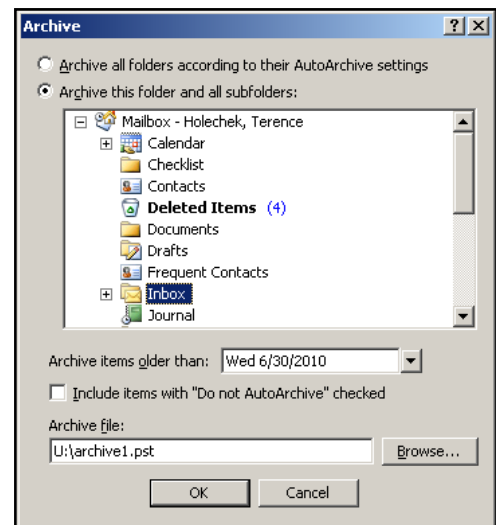 Archive
Archive all folders according to their AutoArchive settings
Archive this folder and all subfolders:
Mailbox - Holechek, Terence
Calendar
Checklist
Contacts
Deleted Items (4)
Documents
Drafts
Frequent Contacts
Inbox
Journal
Archive items older than: Wed 6/30/2010
Include items with "Do not AutoArchive" checked
Archive file:
U:\archive1.pst Browse...
OK Cancel